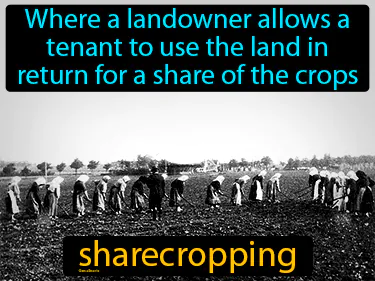 Where a landowner allows a
tenant to use the land in
return for a share of the crops
sharecropping